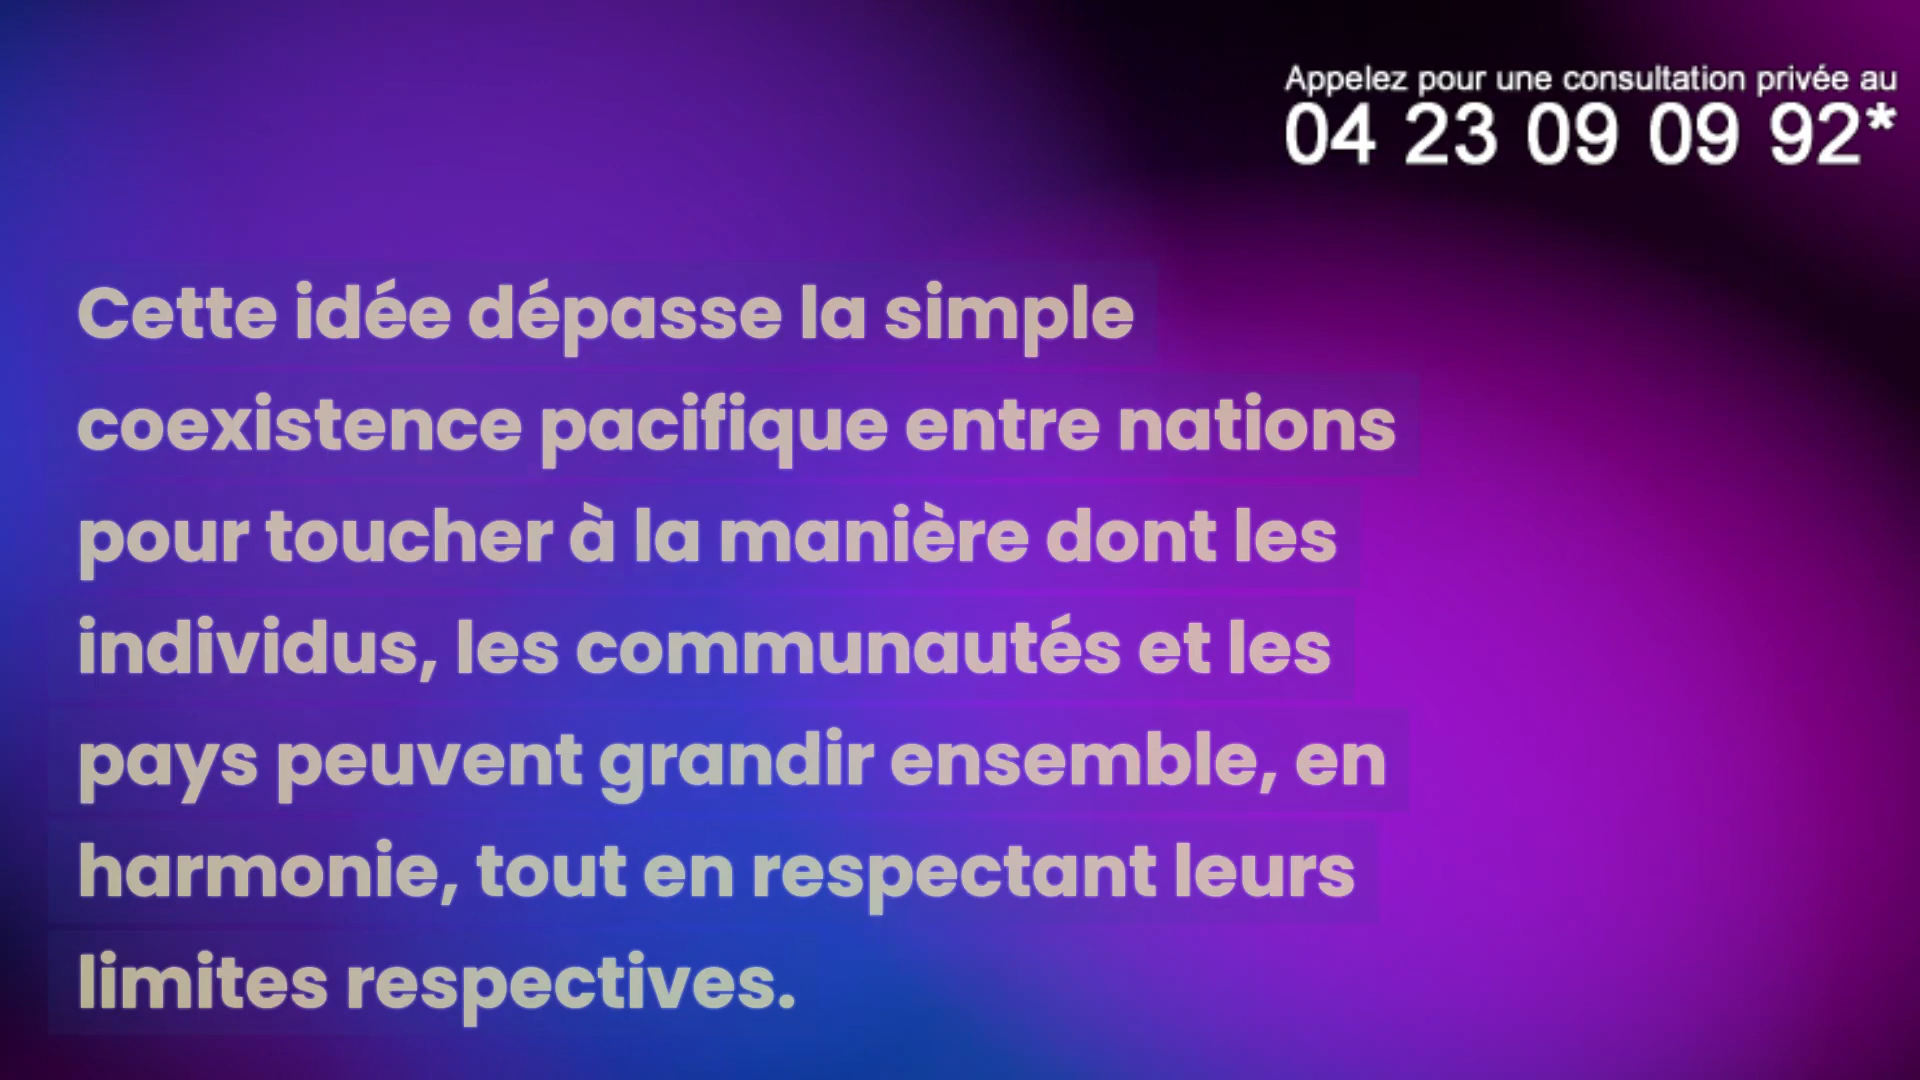 Appelez pour une consultation privée au
04 23 09 09 92*
Cette idée dépasse la simple
coexistence pacifique entre nations
pour toucher à la manière dont les
individus, les communautés et les
pays peuvent grandir ensemble, en
harmonie, tout en respectant leurs
limites respectives.